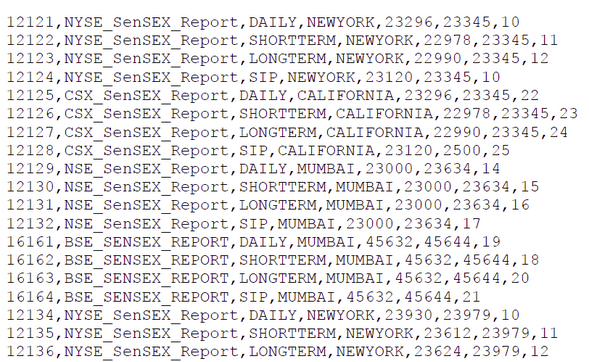 12121,NYSE_SenSEX_Report,DAILY,NEWYORK,23296,23345,10
12122,NYSE_SenSEX_Report,SHORTTERM,NEWYORK,22978,23345,11
12123,NYSE_SenSEX_Report,LONGTERM,NEWYORK,22990,23345,12
12124,NYSE_SenSEX_Report,SIP,NEWYORK,23120,23345,10
12125,CSX_SenSEX_Report,DAILY,CALIFORNIA,23296,23345,22
12126,CSX_SenSEX_Report,SHORTTERM,CALIFORNIA,22978,23345,23
12127,CSX_SenSEX_Report,LONGTERM,CALIFORNIA,22990,23345,24
12128,CSX_SenSEX_Report,SIP,CALIFORNIA,23120,2500,25
12129,NSE_SenSEX_Report,DAILY,MUMBAI,23000,23634,14
12130,NSE_SenSEX_Report,SHORTTERM,MUMBAI,23000,23634,15
12131,NSE_SenSEX_Report,LONGTERM,MUMBAI,23000,23634,16
12132,NSE_SenSEX_Report,SIP,MUMBAI,23000,23634,17
16161,BSE_SENSEX_REPORT,DAILY,MUMBAI,45632,45644,19
16162,BSE_SENSEX_REPORT,SHORTTERM,MUMBAI,45632,45644,18
16163,BSE_SENSEX_REPORT,LONGTERM,MUMBAI,45632,45644,20
16164,BSE_SENSEX_REPORT,SIP,MUMBAI,45632,45644,21
12134,NYSE_SenSEX_Report,DAILY,NEWYORK,23930,23979,10
12135,NYSE_SenSEX_Report,SHORTTERM,NEWYORK,23612,23979,11
12136,NYSE_SenSEX_Report,LONGTERM,NEWYORK,23624,23979,12